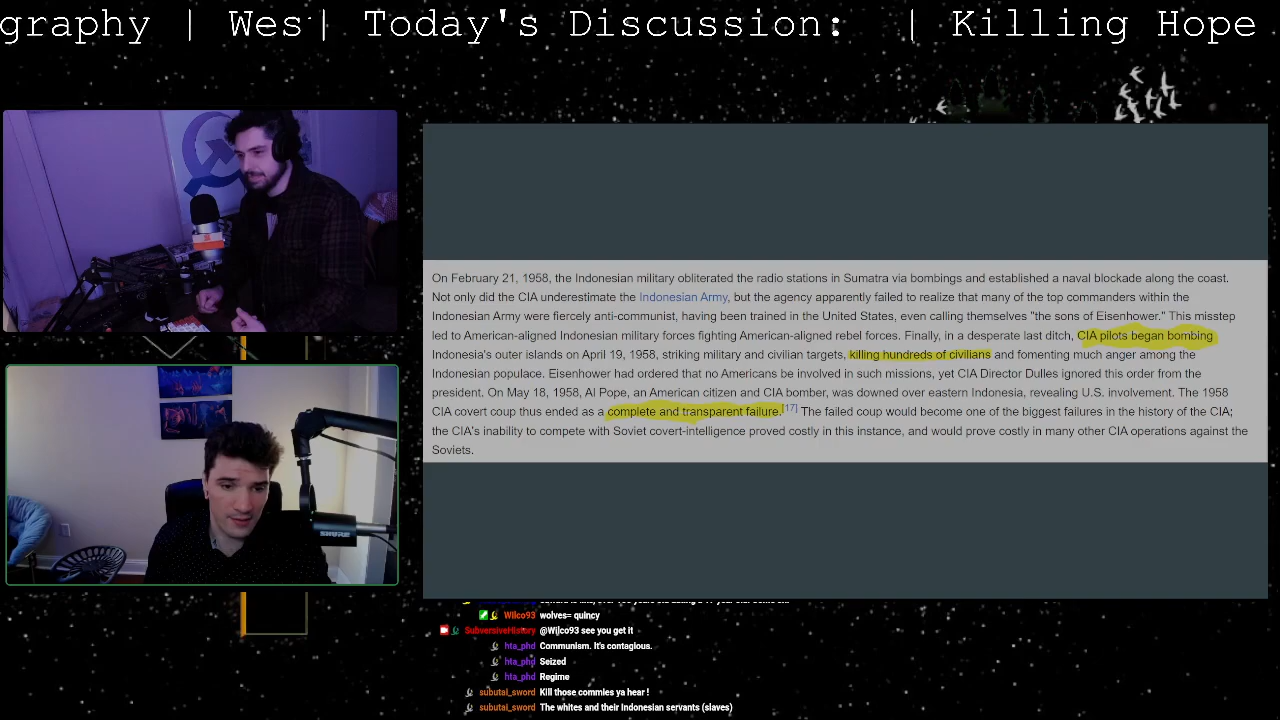 graphy | Wes | Today's Discussion: | Killing Hope
On February 21, 1958, the Indonesian military obliterated the radio stations in Sumatra via bombings and established a naval blockade along the coast.
Not only did the CIA underestimate the Indonesian Army, but the agency apparently failed to realize that many of the top commanders within the
Indonesian Army were fiercely anti-communist, having been trained in the United States, even calling themselves "the sons of Eisenhower." This misstep
led to American-aligned Indonesian military forces fighting American-aligned rebel forces. Finally, in a desperate last ditch, CIA pilots began bombing
Indonesia's outer islands on April 19, 1958, striking military and civilian targets, killing hundreds of civilians and fomenting much anger among the
Indonesian populace. Eisenhower had ordered that no Americans be involved in such missions, yet CIA Director Dulles ignored this order from the
president. On May 18, 1958, Al Pope, an American citizen and CIA bomber, was downed over eastern Indonesia, revealing U.S. involvement. The 1958
CIA covert coup thus ended as a complete and transparent failure.[17] The failed coup would become one of the biggest failures in the history of the CIA;
the CIA's inability to compete with Soviet covert-intelligence proved costly in this instance, and would prove costly in many other CIA operations against the
Soviets.
SHURE
Wilco93 wolves= quincy
SubversiveHistory @Wilco93 see you get it
hta_phd Communism. It's contagious.
hta_phd Seized
hta_phd Regime
subutai_sword Kill those commies ya hear !
subutai_sword The whites and their Indonesian servants (slaves)